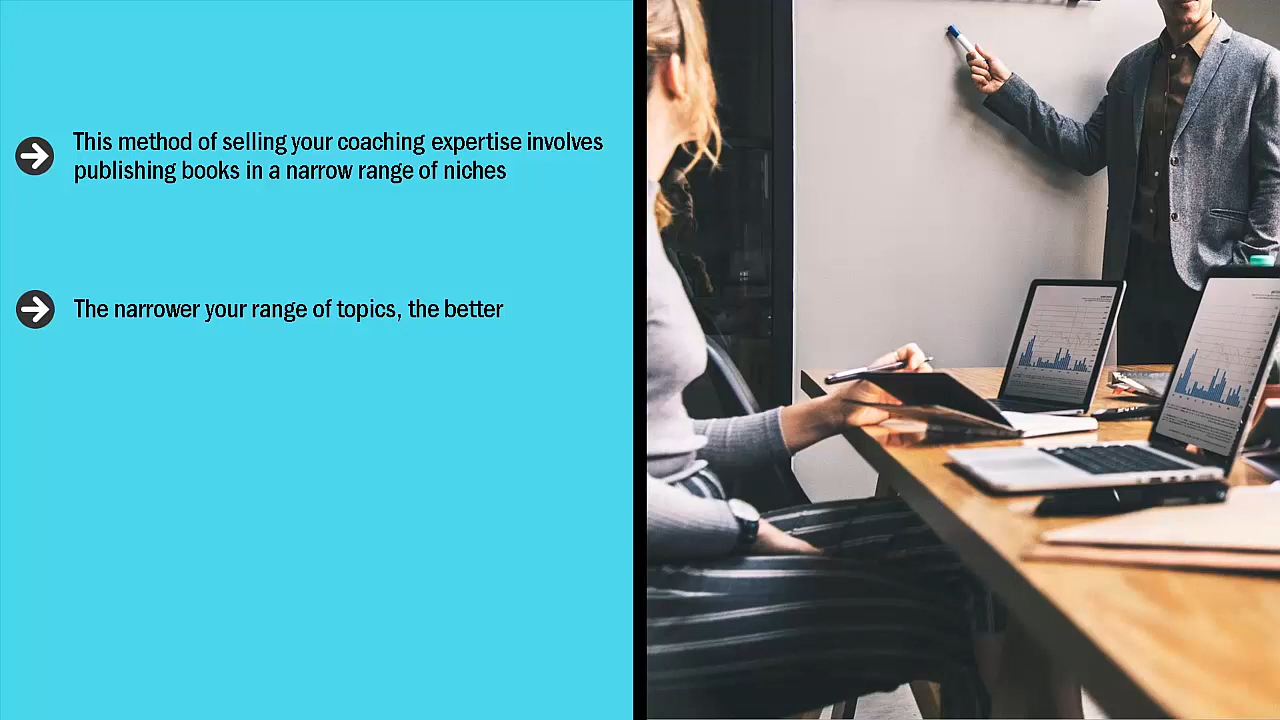 This method of selling your coaching expertise involves
publishing books in a narrow range of niches
The narrower your range of topics, the better